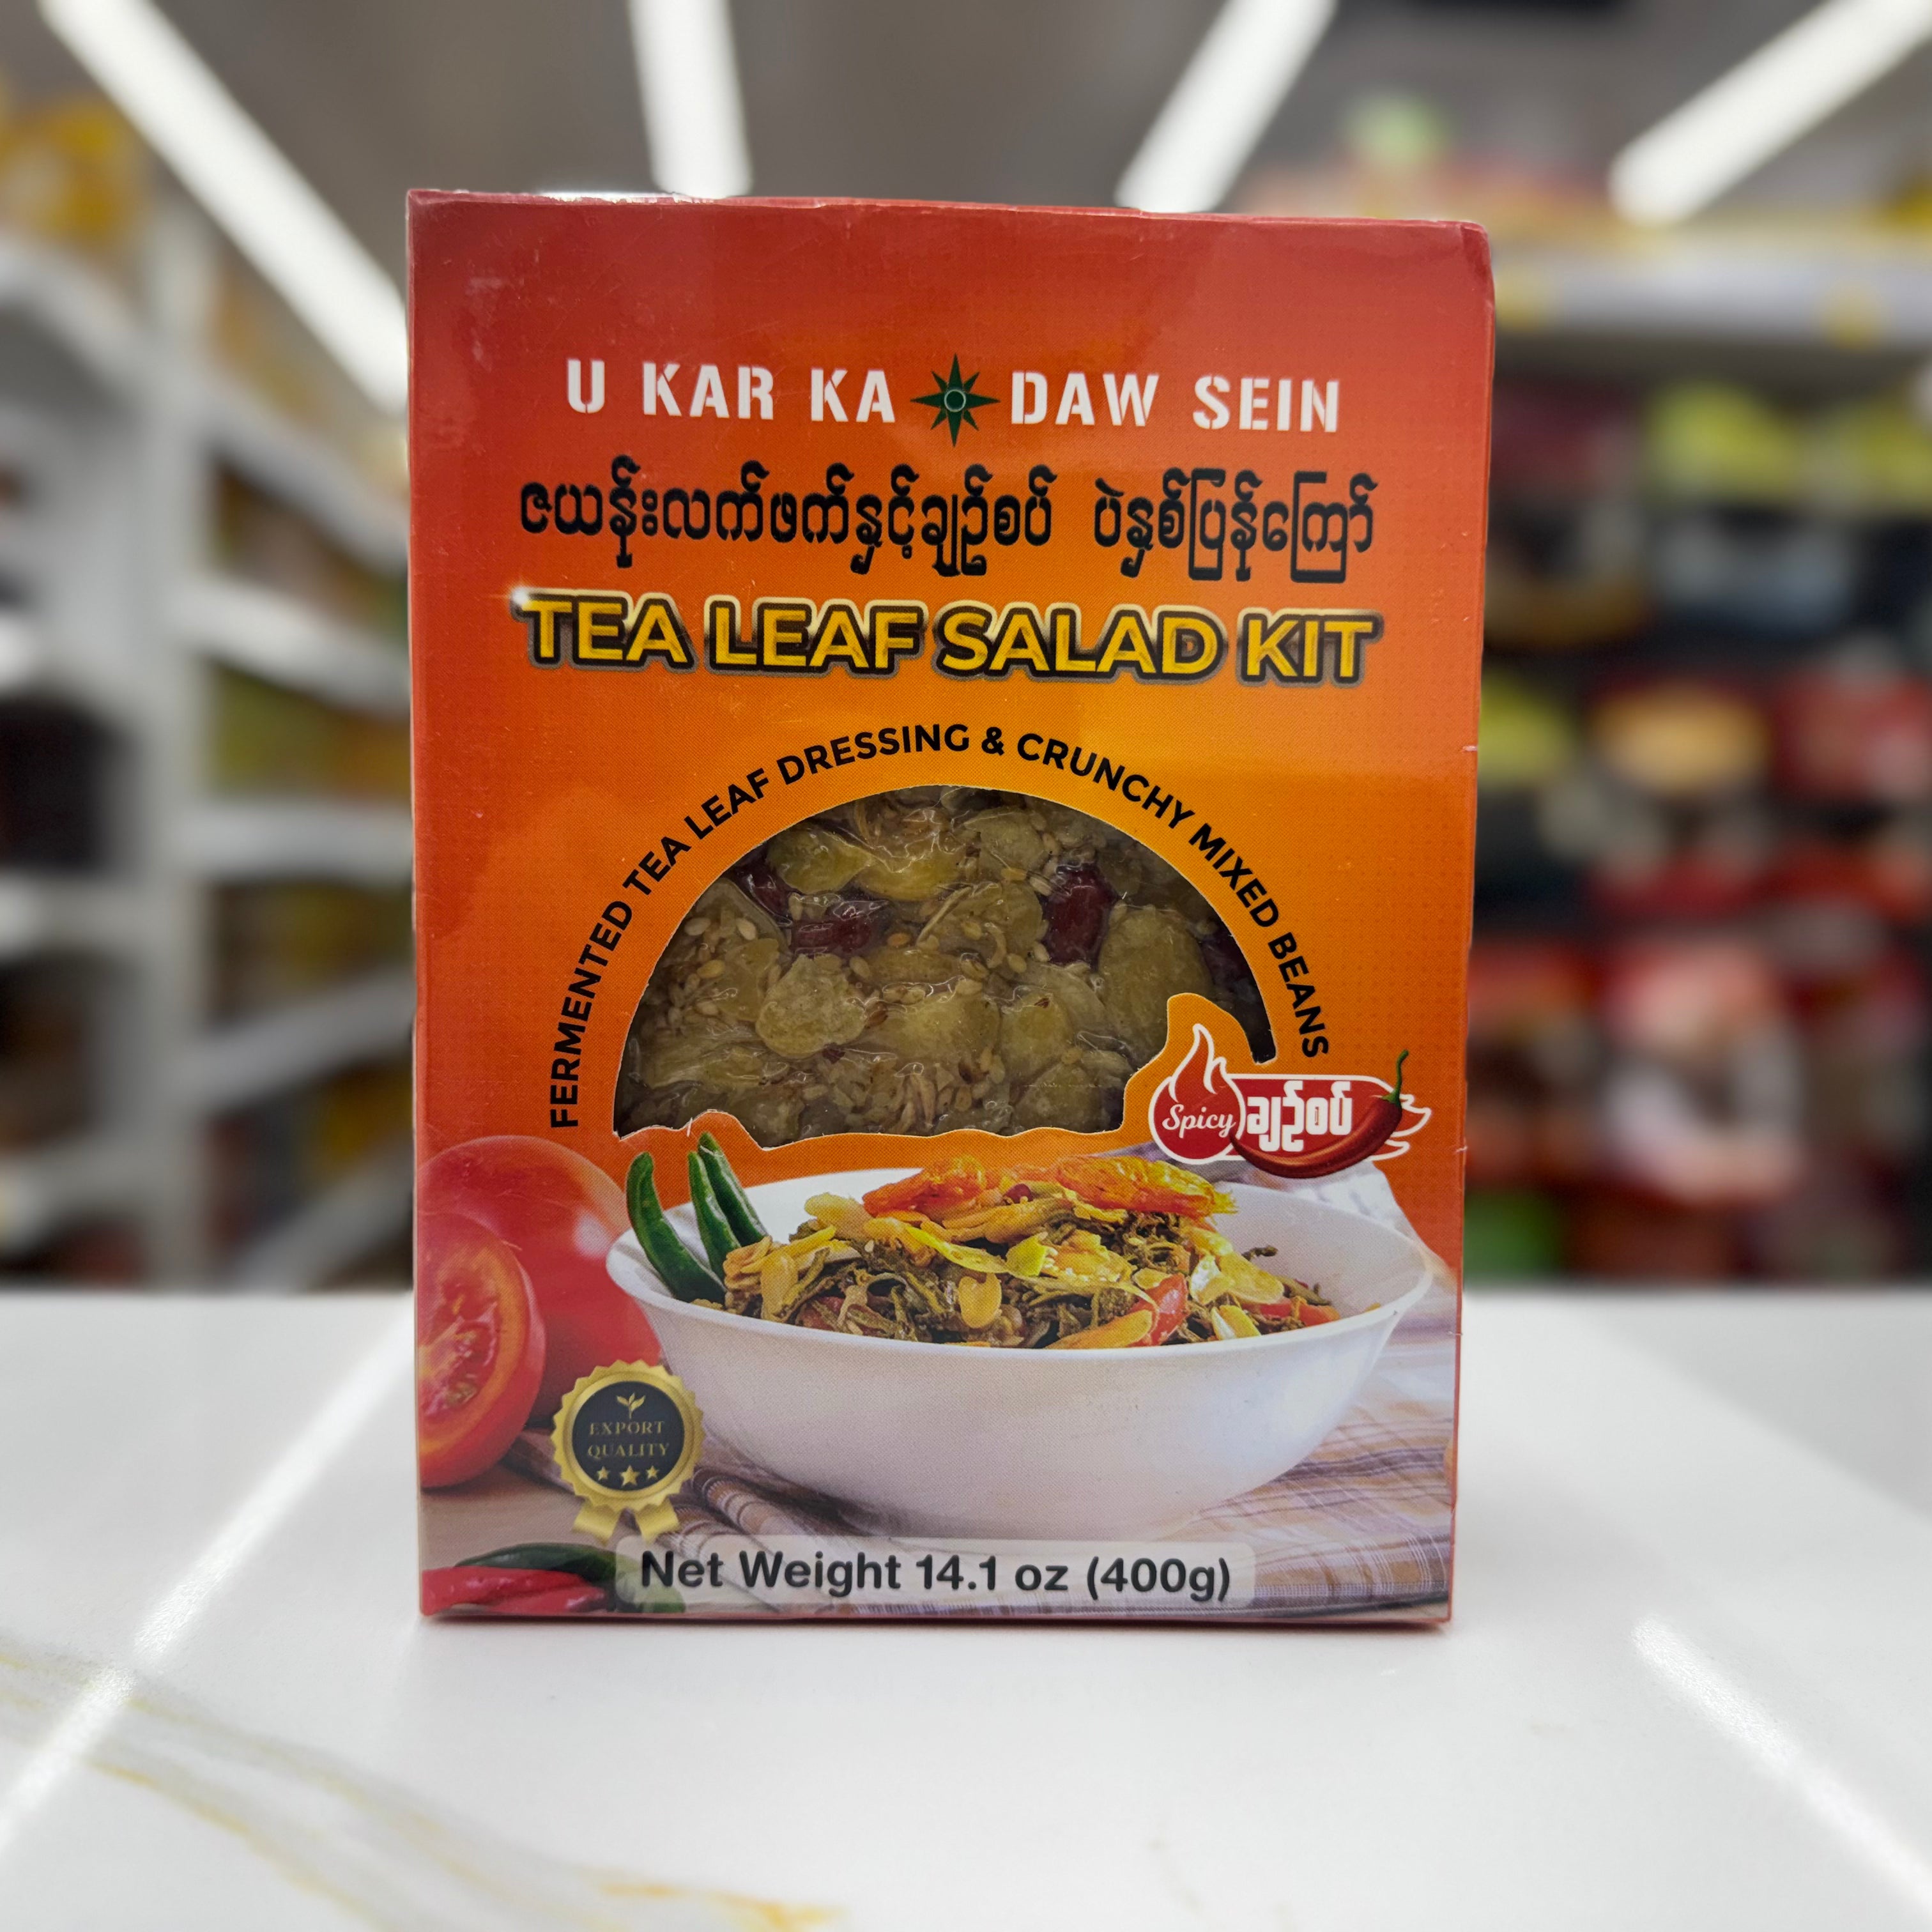 U KAR KA DAW SEIN
ဇယန်းလက်ဖက်နှင့်ချဉ်စပ် ပဲနှစ်ပြန်ကြော်
TEA LEAF SALAD KIT
FERMENTED TEA LEAF DRESSING & CRUNCHY MIXED BEANS
Spicy ချဉ်စပ်
EXPORT
QUALITY
Net Weight 14.1 oz (400g)